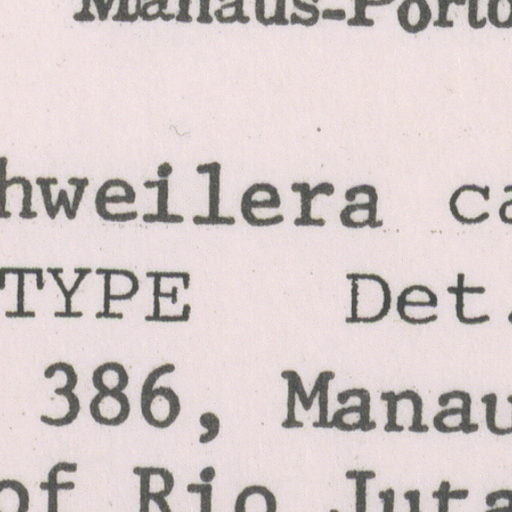 Manaus-Porto
hweilera ca
TYPE Det.
386, Manau
of Rio Juta